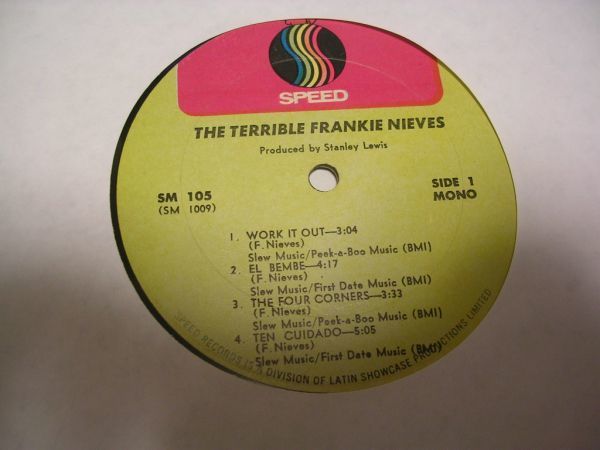 SPEED
THE TERRIBLE FRANKIE NIEVES
Produced by Stanley Lewis
SM 105
(SM 1009)
SIDE 1
MONO
1. WORK IT OUT—3:04
(F. Nieves)
Slew Music/Peek-a-Boo Music (BMI)
2. EL BEMBE—4:17
(F. Nieves)
Slew Music/First Date Music (BMI)
3. THE FOUR CORNERS—3:33
(F. Nieves)
Slew Music/Peek-a-Boo Music (BMI)
4. TEN CUIDADO—5:05
(F. Nieves)
Slew Music/First Date Music (BMI)
SPEED RECORDS IS A DIVISION OF LATIN SHOWCASE PRODUCTIONS LIMITED